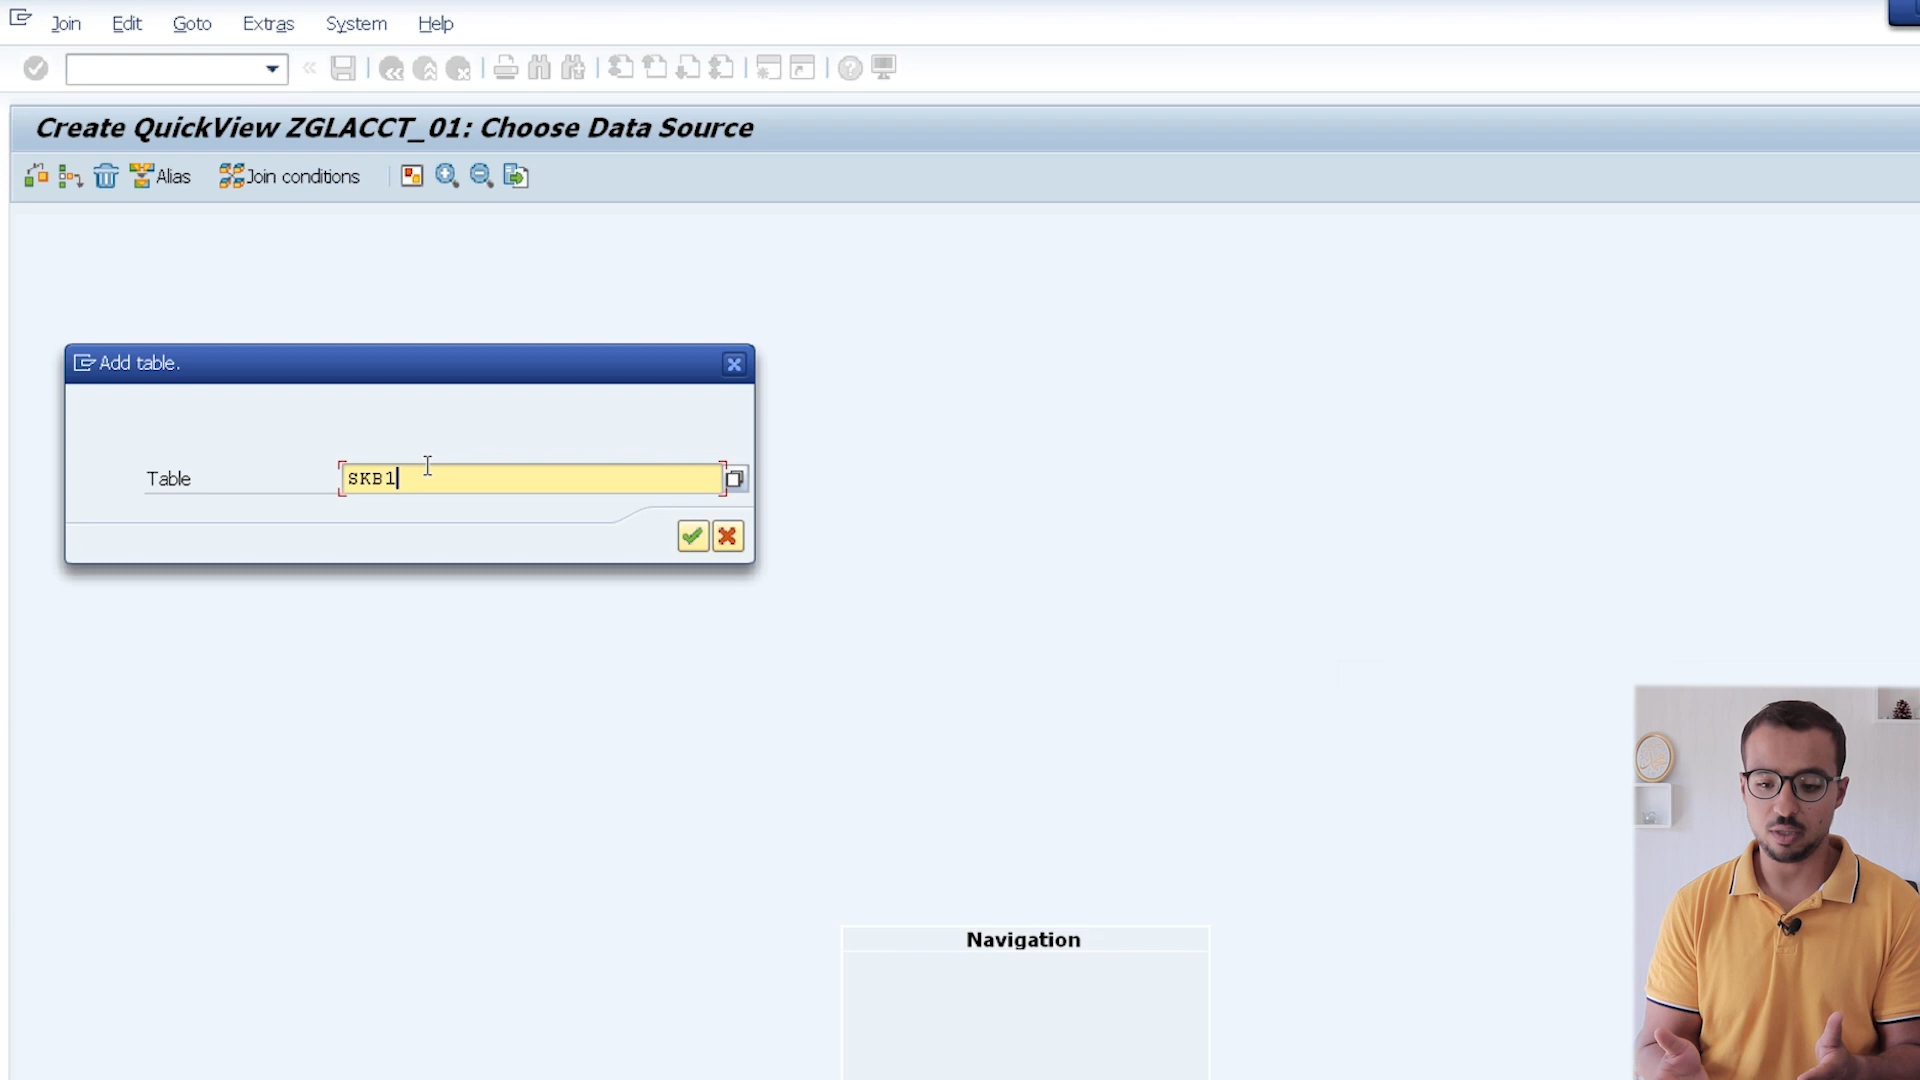 Join Edit Goto Extras System Help
Create QuickView ZGLACCT_01: Choose Data Source
Alias Join conditions
Add table.
Table SKB1
Navigation